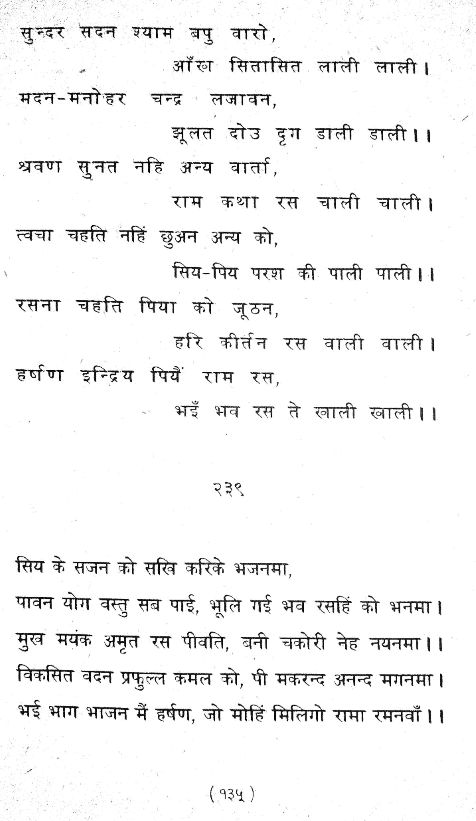 सुन्दर सदन श्याम बपु वारो,
आँख सितासित लाली लाली।
मदन-मनोहर चन्द्र लजावन,
झूलत दोउ दृग डाली डाली।।
श्रवण सुनत नहि अन्य वार्ता,
राम कथा रस चाली चाली।
त्वचा चहति नहिं छुअन अन्य को,
सिय-पिय परश की पाली पाली।।
रसना चहति पिया को जूठन,
हरि कीर्तन रस वाली वाली।
हर्षण इन्द्रिय पियैं राम रस,
भईं भव रस ते खाली खाली।।
२३९
सिय के सजन को सखि करिके भजनमा,
पावन योग वस्तु सब पाई, भूलि गई भव रसहिं को भनमा।
मुख मयंक अमृत रस पीवति, बनी चकोरी नेह नयनमा।।
विकसित वदन प्रफुल्ल कमल को, पी मकरन्द अनन्द मगनमा।
भई भाग भाजन मैं हर्षण, जो मोहिं मिलिगो रामा रमनवाँ।।
(१३५)